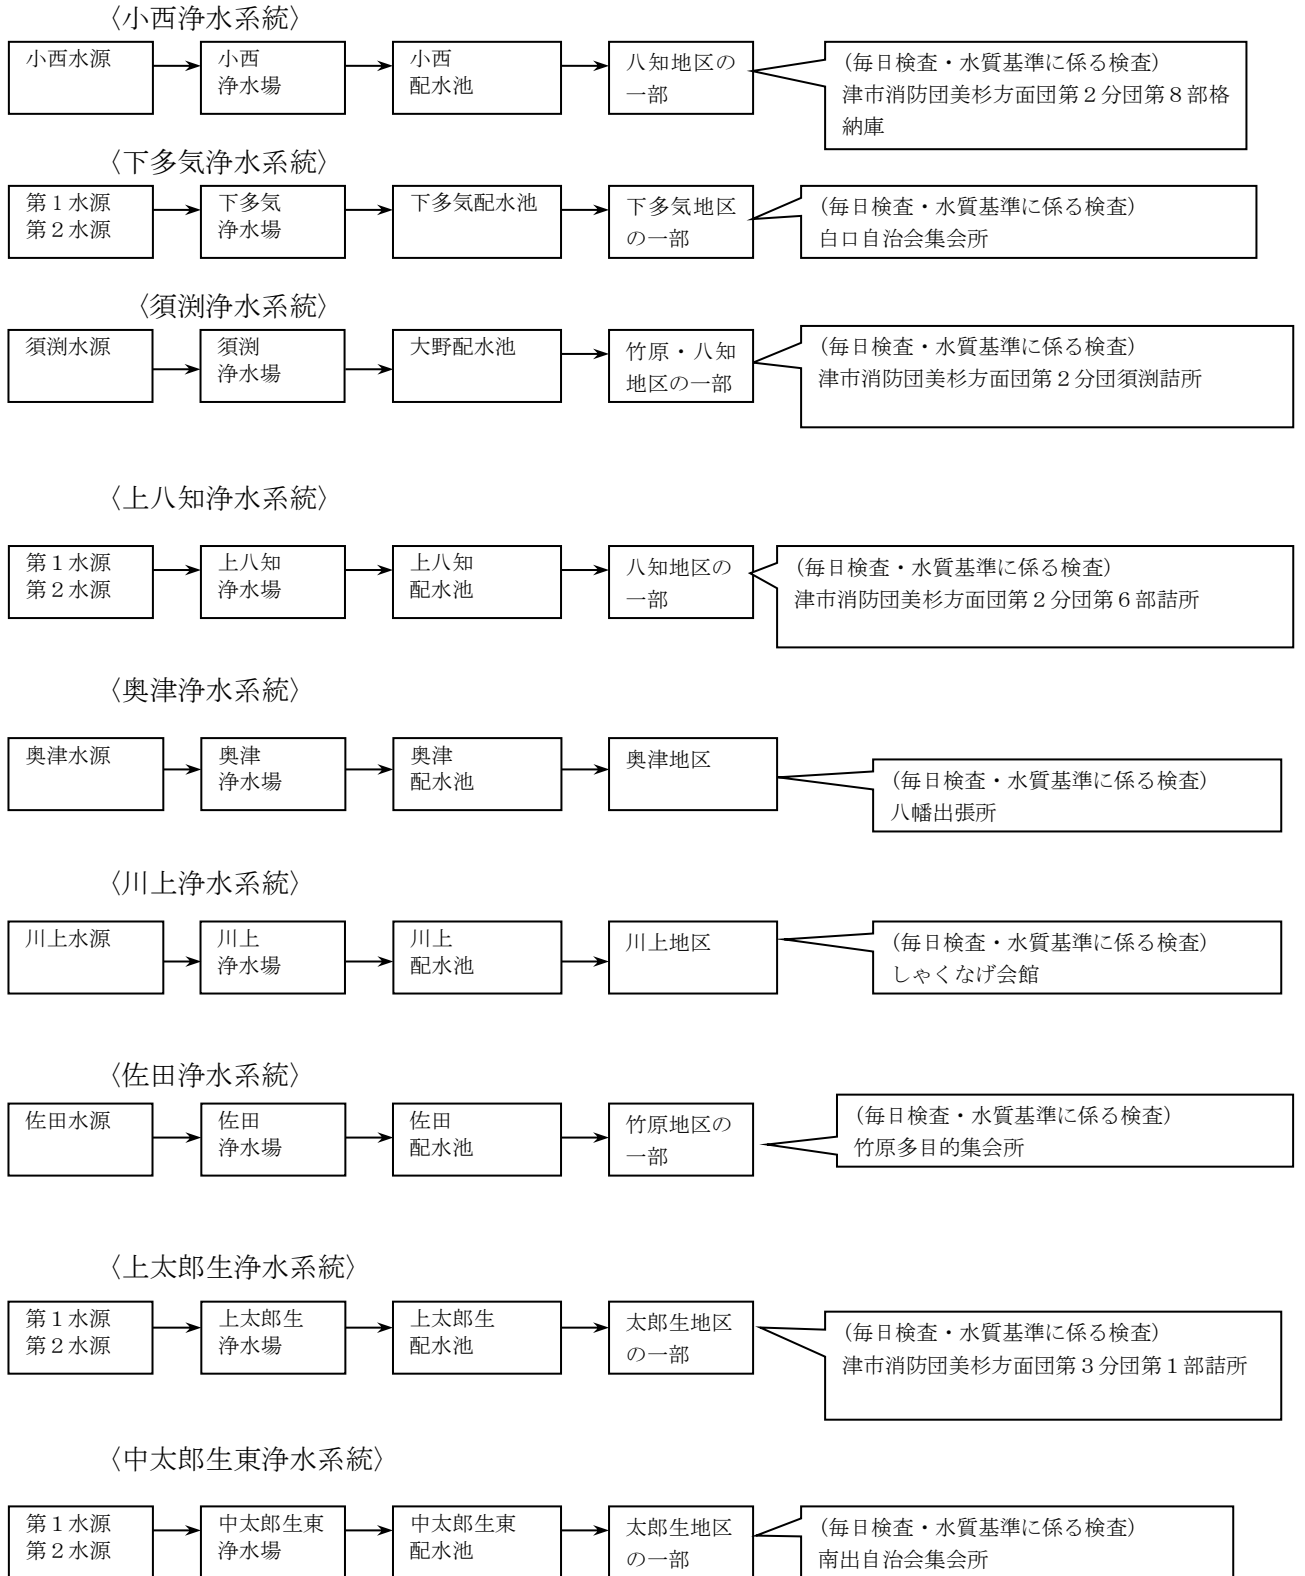 〈小西浄水系統〉
小西水源
小西
浄水場
小西
配水池
八知地区の
一部
（毎日検査・水質基準に係る検査）
津市消防団美杉方面団第２分団第８部格
納庫
〈下多気浄水系統〉
第１水源
第２水源
下多気
浄水場
下多気配水池
下多気地区
の一部
（毎日検査・水質基準に係る検査）
白口自治会集会所
〈須渕浄水系統〉
須渕水源
須渕
浄水場
大野配水池
竹原・八知
地区の一部
（毎日検査・水質基準に係る検査）
津市消防団美杉方面団第２分団須渕詰所
〈上八知浄水系統〉
第１水源
第２水源
上八知
浄水場
上八知
配水池
八知地区の
一部
（毎日検査・水質基準に係る検査）
津市消防団美杉方面団第２分団第６部詰所
〈奥津浄水系統〉
奥津水源
奥津
浄水場
奥津
配水池
奥津地区
（毎日検査・水質基準に係る検査）
八幡出張所
〈川上浄水系統〉
川上水源
川上
浄水場
川上
配水池
川上地区
（毎日検査・水質基準に係る検査）
しゃくなげ会館
〈佐田浄水系統〉
佐田水源
佐田
浄水場
佐田
配水池
竹原地区の
一部
（毎日検査・水質基準に係る検査）
竹原多目的集会所
〈上太郎生浄水系統〉
第１水源
第２水源
上太郎生
浄水場
上太郎生
配水池
太郎生地区
の一部
（毎日検査・水質基準に係る検査）
津市消防団美杉方面団第３分団第１部詰所
〈中太郎生東浄水系統〉
第１水源
第２水源
中太郎生東
浄水場
中太郎生東
配水池
太郎生地区
の一部
（毎日検査・水質基準に係る検査）
南出自治会集会所